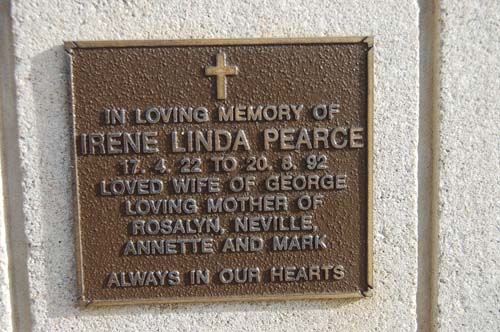 IN LOVING MEMORY OF
IRENE LINDA PEARCE
17. 4. 22 TO 20. 8. 92
LOVED WIFE OF GEORGE
LOVING MOTHER OF
ROSALYN, NEVILLE,
ANNETTE AND MARK
ALWAYS IN OUR HEARTS